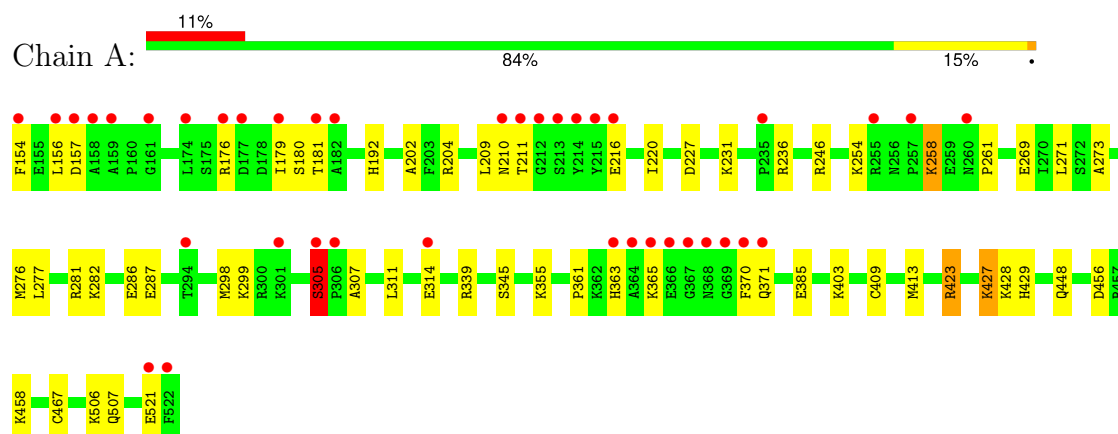 11%
Chain A:
84% 15% •
F154 E155 L156 D157 A158 A159 P160 G161 L174 S175 R176 D177 D178 I179 S180 T181 A182 H192 A202 F203 R204 L209 N210 T211 G212 S213 Y214 Y215 E216 I220 D227 K231 P235 R236 R246 K254 R255 N256 P257 K258 E259 N260 P261 E269 I270 L271 S272 A273
M276 L277 R281 K282 E286 E287 T294 M298 K299 R300 K301 S305 P306 A307 L311 E314 R339 S345 K355 P361 K362 H363 A364 K365 E366 G367 N368 G369 F370 Q371 E385 K403 C409 M413 R423 K427 K428 H429 Q448 D456
K458 C467 K506 Q507 E521 F522